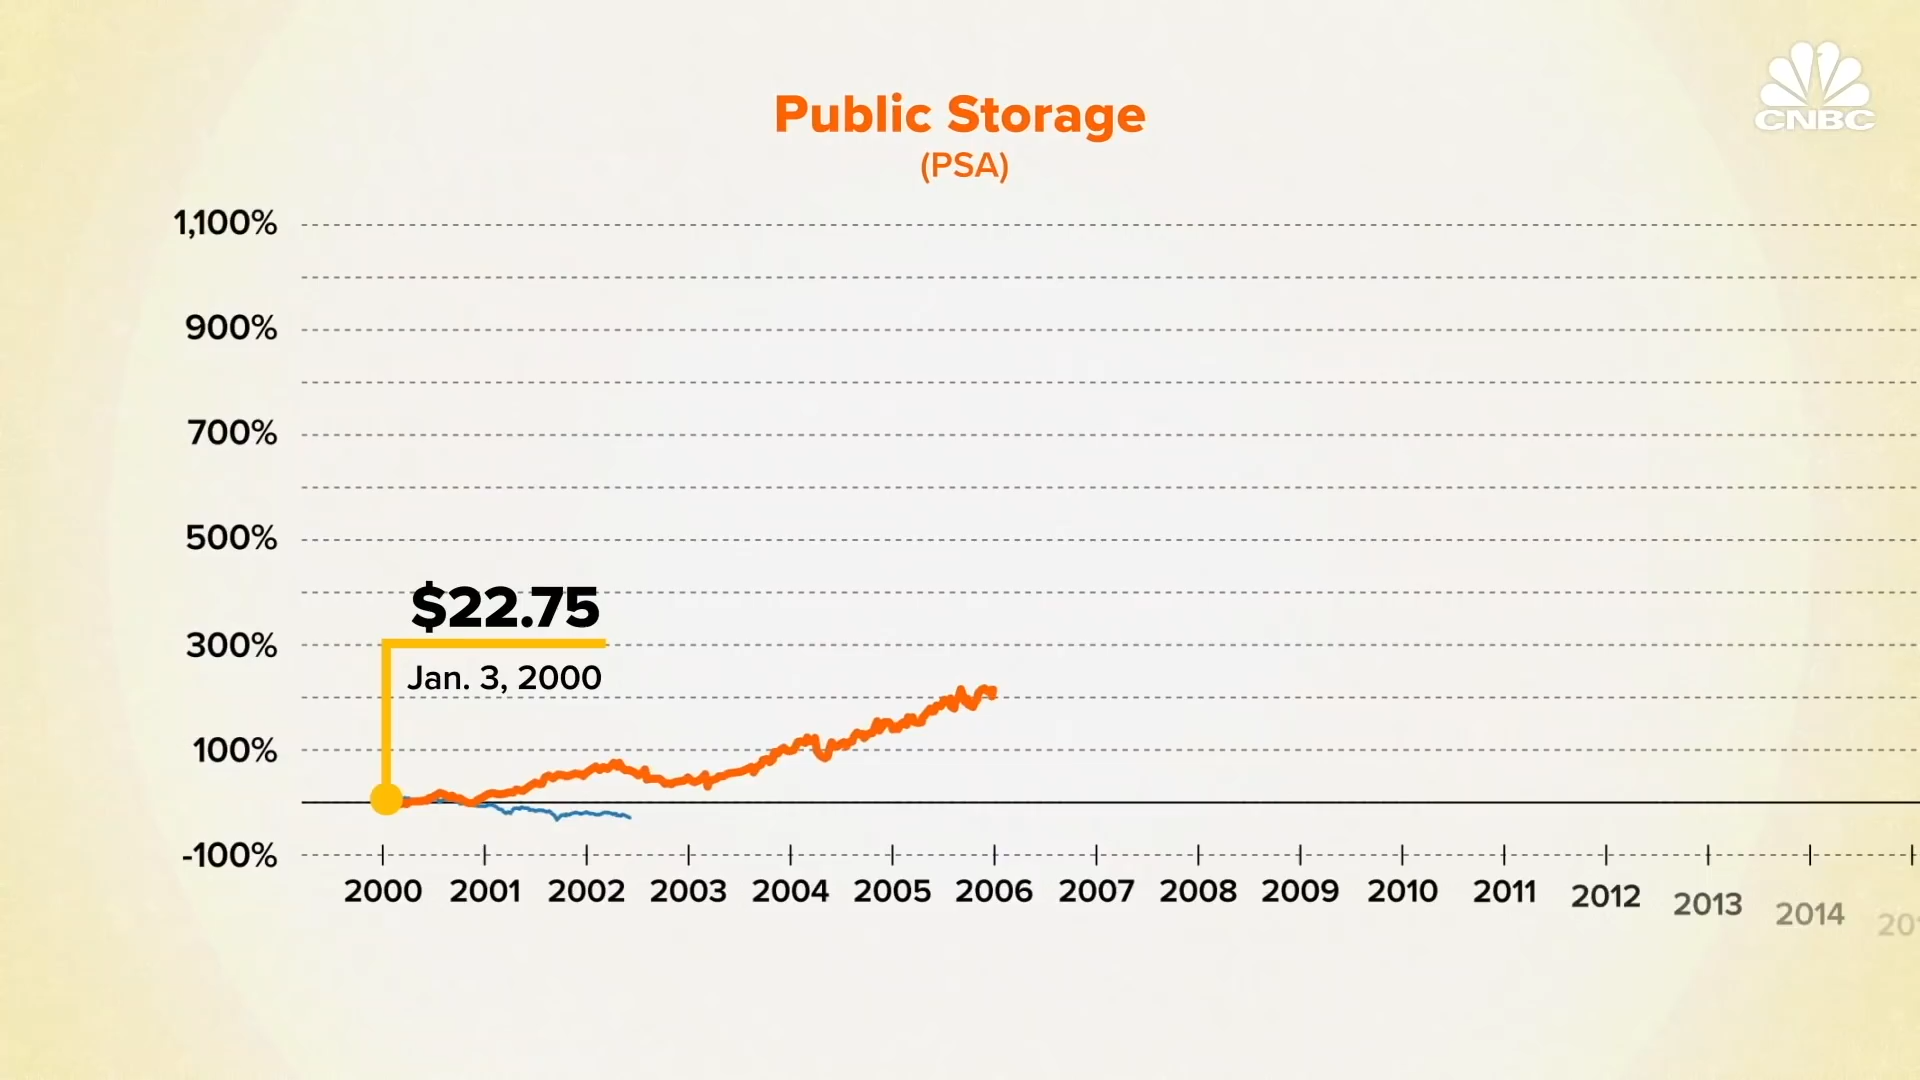 CNBC
Public Storage
(PSA)
1,100%
900%
700%
500%
300%
100%
-100%
$22.75
Jan. 3, 2000
2000 2001 2002 2003 2004 2005 2006 2007 2008 2009 2010 2011 2012 2013 2014